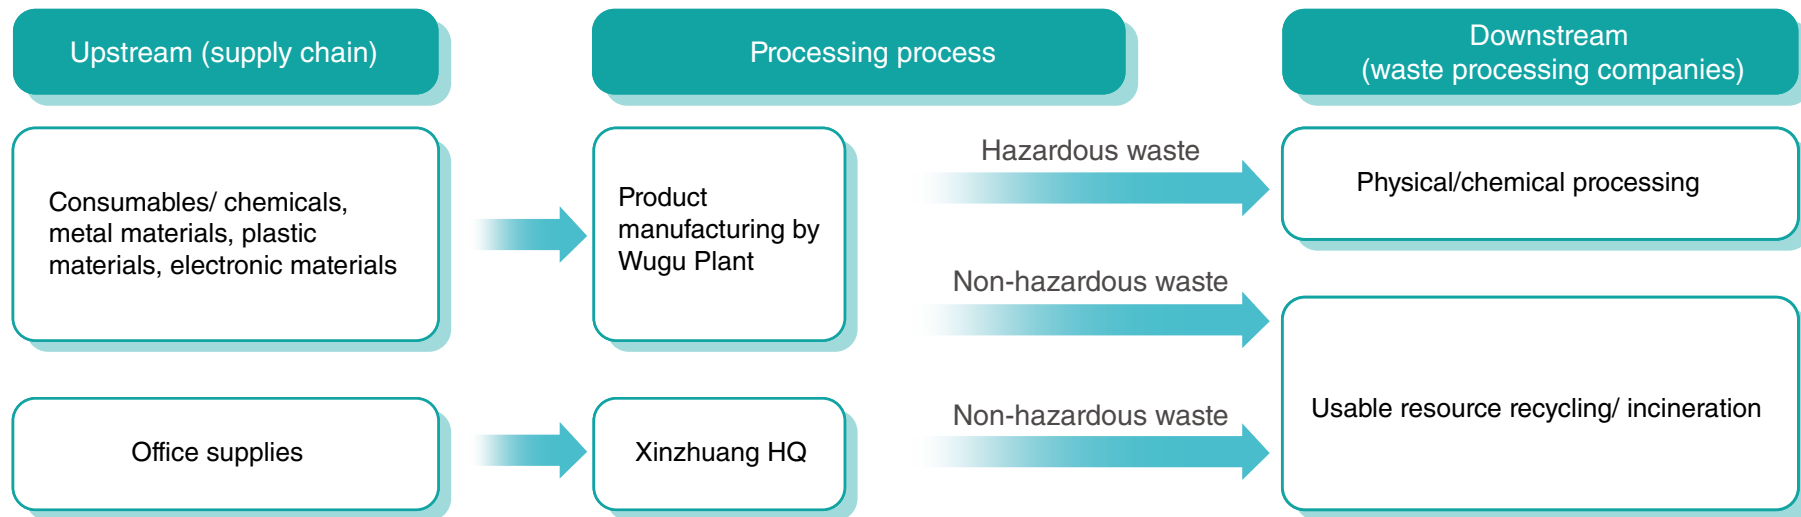 Upstream (supply chain)
Processing process
Downstream
(waste processing companies)
Consumables/ chemicals,
metal materials, plastic
materials, electronic materials
Product
manufacturing by
Wugu Plant
Hazardous waste
Physical/chemical processing
Non-hazardous waste
Office supplies
Xinzhuang HQ
Non-hazardous waste
Usable resource recycling/ incineration